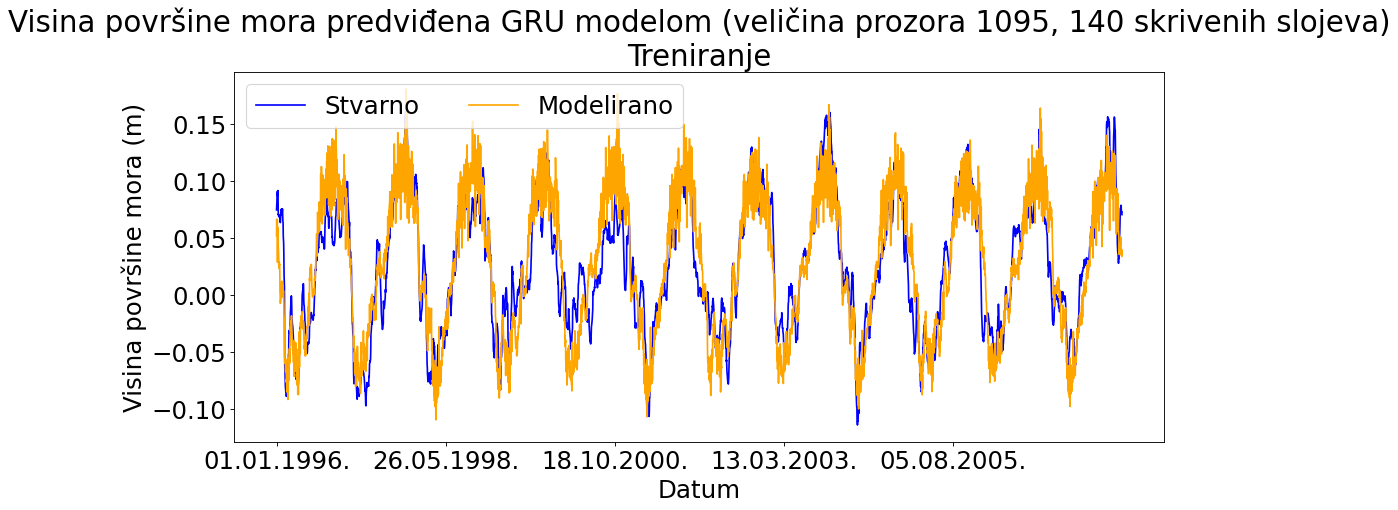 Visina površine mora predviđena GRU modelom (veličina prozora 1095, 140 skrivenih slojeva)
Treniranje
Stvarno Modelirano
Visina površine mora (m)
0.15
0.10
0.05
0.00
−0.05
−0.10
01.01.1996. 26.05.1998. 18.10.2000. 13.03.2003. 05.08.2005.
Datum